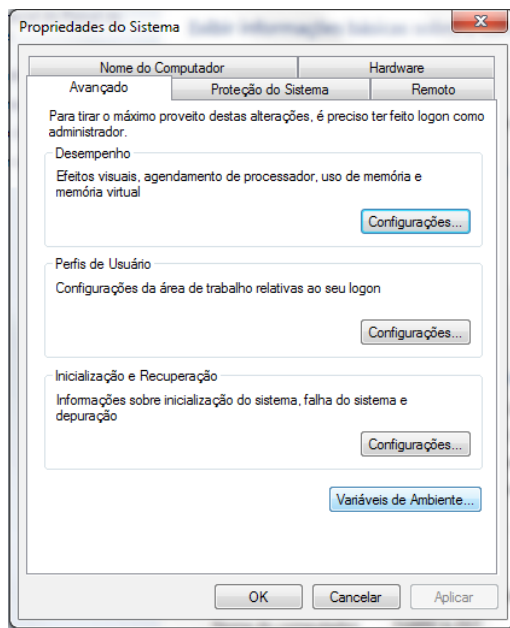 Propriedades do Sistema
Nome do Computador
Hardware
Avançado
Proteção do Sistema
Remoto
Para tirar o máximo proveito destas alterações, é preciso ter feito logon como
administrador.
Desempenho
Efeitos visuais, agendamento de processador, uso de memória e
memória virtual
Configurações...
Perfis de Usuário
Configurações da área de trabalho relativas ao seu logon
Configurações...
Inicialização e Recuperação
Informações sobre inicialização do sistema, falha do sistema e
depuração
Configurações...
Variáveis de Ambiente...
OK
Cancelar
Aplicar